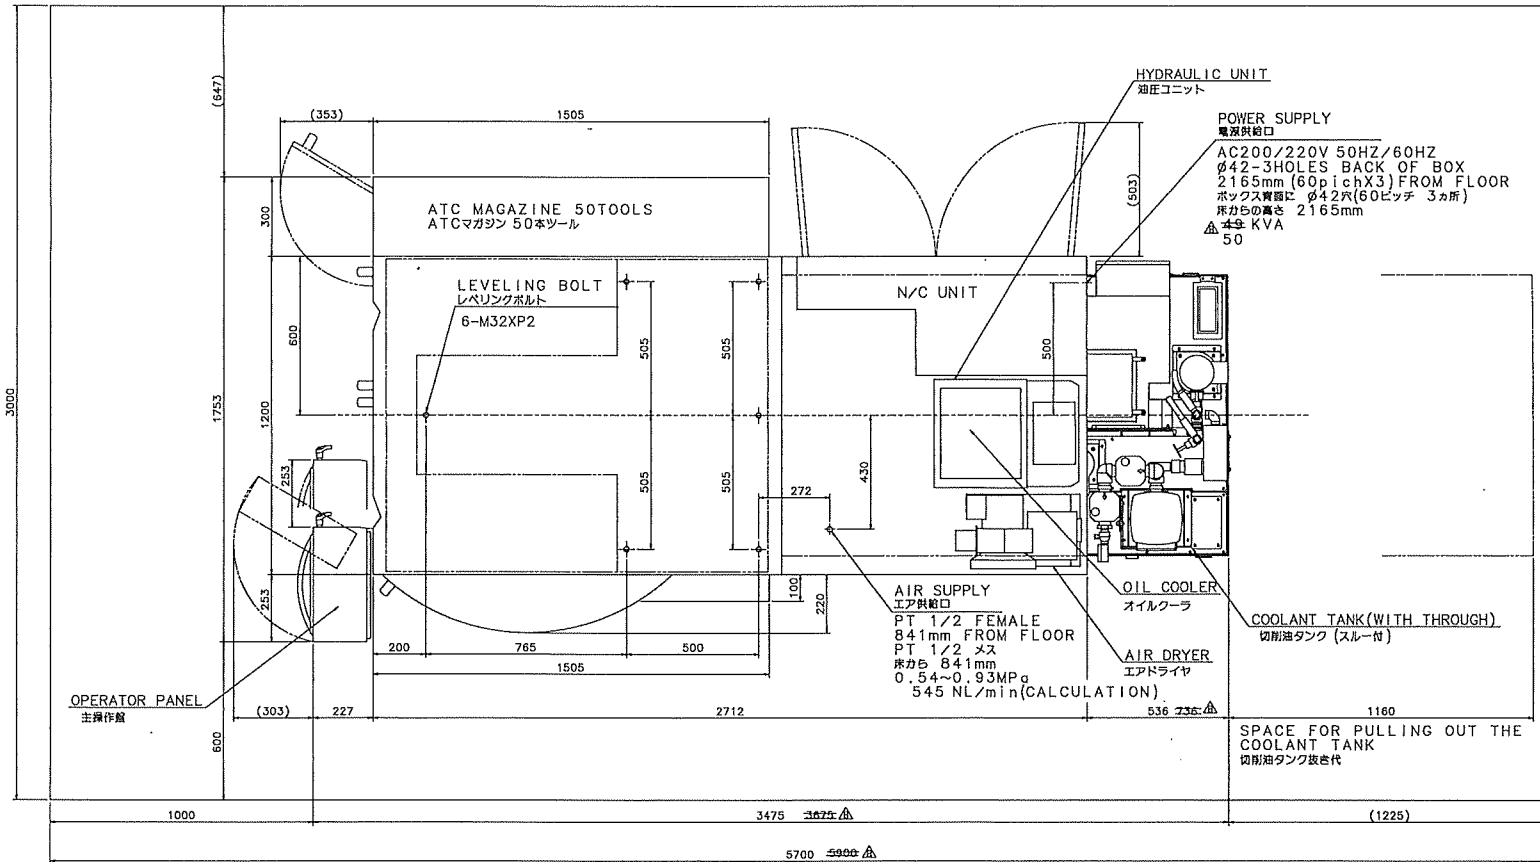 HYDRAULIC UNIT
油圧ユニット
POWER SUPPLY
電源供給口
AC200/220V 50HZ/60HZ
Ø42-3HOLES BACK OF BOX
2165mm (60pichX3) FROM FLOOR
ボックス背面に Ø42穴(60ピッチ 3ヵ所)
床からの高さ 2165mm
49 KVA
50
(647)
(353)
1505
(503)
300
ATC MAGAZINE 50TOOLS
ATCマガジン 50本ツール
LEVELING BOLT
レベリングボルト
6-M32XP2
N/C UNIT
600
505
505
500
3000
1753
1200
253
505
505
272
430
253
100
220
AIR SUPPLY
エア供給口
PT 1/2 FEMALE
841mm FROM FLOOR
PT 1/2 メス
床から 841mm
0.54~0.93MPa
545 NL/min(CALCULATION)
OIL COOLER
オイルクーラ
AIR DRYER
エアドライヤ
COOLANT TANK(WITH THROUGH)
切削油タンク (スルー付)
200
765
500
1505
OPERATOR PANEL
主操作盤
(303)
227
2712
536 736
1160
SPACE FOR PULLING OUT THE
COOLANT TANK
切削油タンク抜き代
600
1000
3475 3675
(1225)
5700 5900